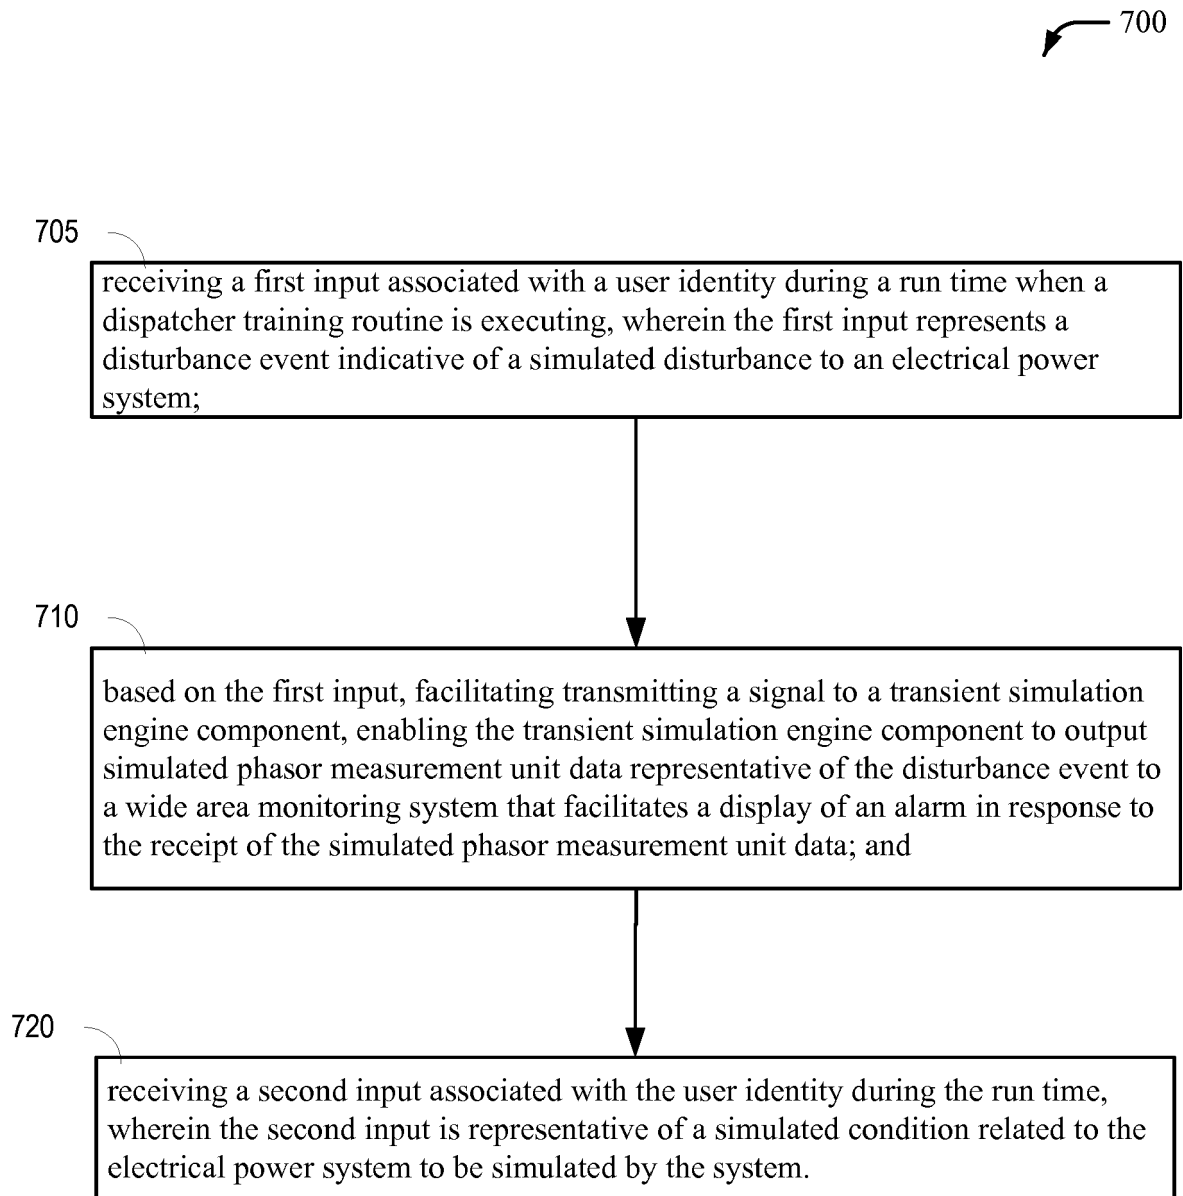 700
705
receiving a first input associated with a user identity during a run time when a
dispatcher training routine is executing, wherein the first input represents a
disturbance event indicative of a simulated disturbance to an electrical power
system;
710
based on the first input, facilitating transmitting a signal to a transient simulation
engine component, enabling the transient simulation engine component to output
simulated phasor measurement unit data representative of the disturbance event to
a wide area monitoring system that facilitates a display of an alarm in response to
the receipt of the simulated phasor measurement unit data; and
720
receiving a second input associated with the user identity during the run time,
wherein the second input is representative of a simulated condition related to the
electrical power system to be simulated by the system.